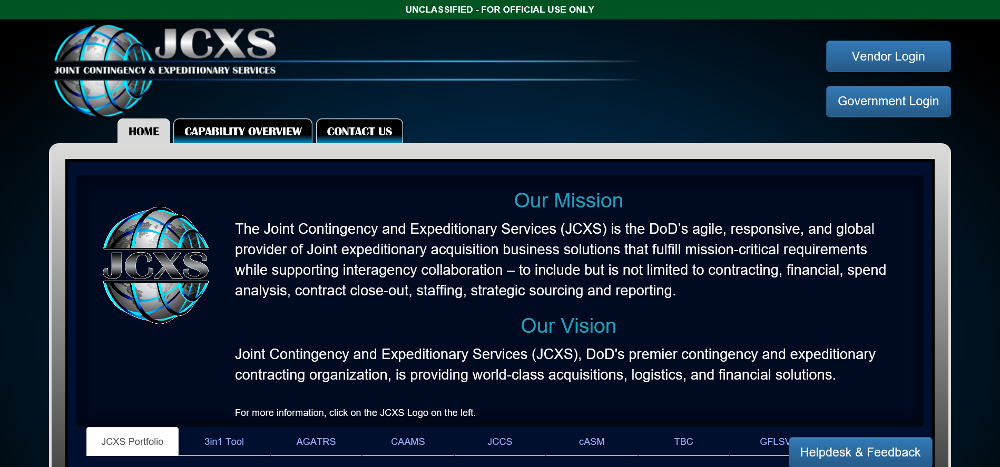 UNCLASSIFIED - FOR OFFICIAL USE ONLY
JCXS
JOINT CONTINGENCY & EXPEDITIONARY SERVICES
Vendor Login
Government Login
HOME
CAPABILITY OVERVIEW
CONTACT US
Our Mission
The Joint Contingency and Expeditionary Services (JCXS) is the DoD’s agile, responsive, and global
provider of Joint expeditionary acquisition business solutions that fulfill mission-critical requirements
while supporting interagency collaboration – to include but is not limited to contracting, financial, spend
analysis, contract close-out, staffing, strategic sourcing and reporting.
JCXS
Our Vision
Joint Contingency and Expeditionary Services (JCXS), DoD's premier contingency and expeditionary
contracting organization, is providing world-class acquisitions, logistics, and financial solutions.
For more information, click on the JCXS Logo on the left.
JCXS Portfolio
3in1 Tool
AGATRS
CAAMS
JCCS
cASM
TBC
Helpdesk & Feedback